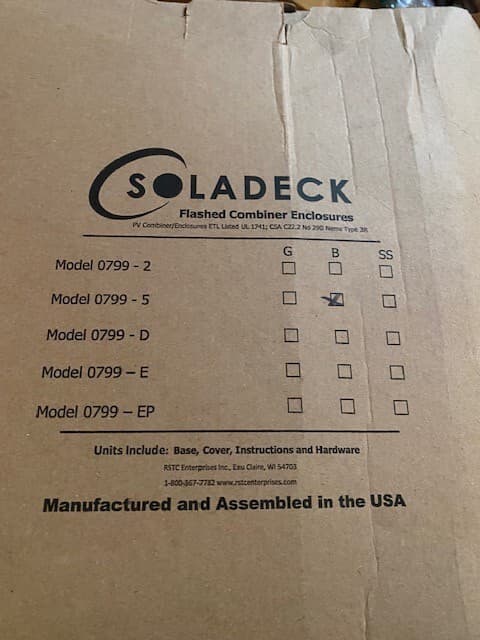 SOLADECK
Flashed Combiner Enclosures
PV Combiner/Enclosures ETL Listed UL 1741; CSA C22.2 No 290 Nema Type 3R
G B SS
Model 0799 - 2
Model 0799 - 5
Model 0799 - D
Model 0799 – E
Model 0799 – EP
Units Include: Base, Cover, Instructions and Hardware
RSTC Enterprises Inc., Eau Claire, WI 54703
1-800-367-7782 www.rstcenterprises.com
Manufactured and Assembled in the USA